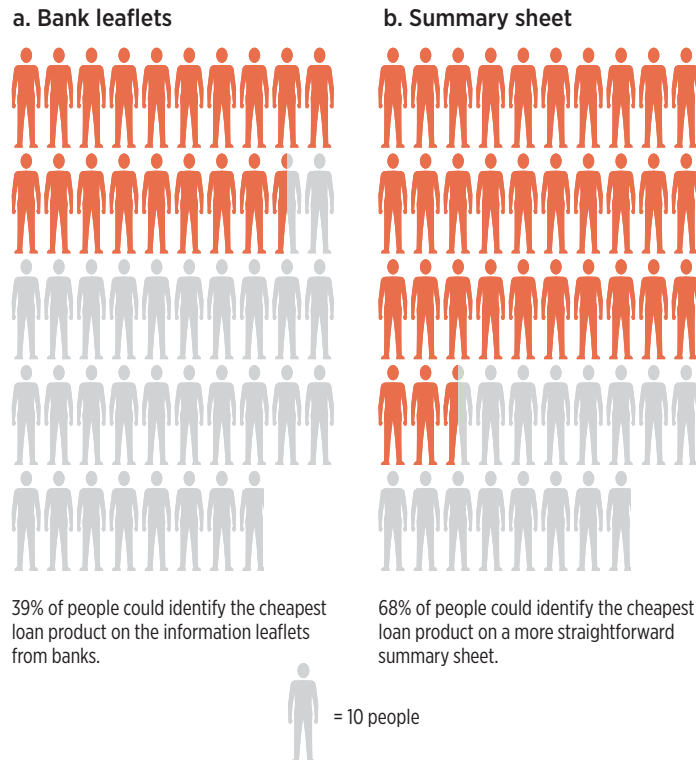 a. Bank leaflets
b. Summary sheet
39% of people could identify the cheapest
loan product on the information leaflets
from banks.
68% of people could identify the cheapest
loan product on a more straightforward
summary sheet.
= 10 people